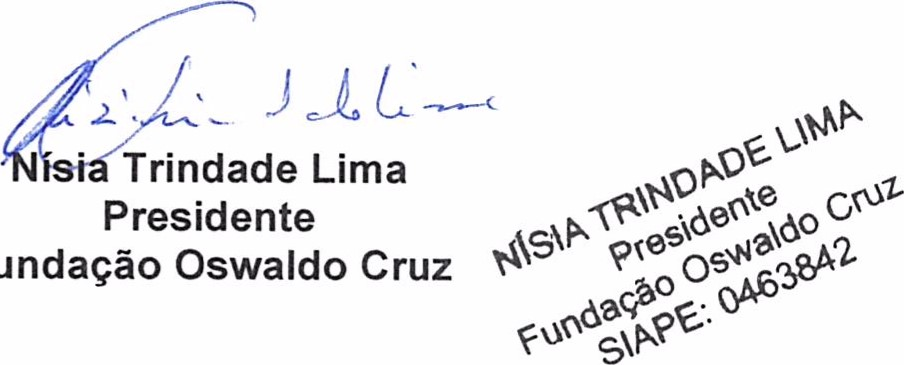 Nísia Trindade Lima
Presidente
undação Oswaldo Cruz
NÍSIA TRINDADE LIMA
Presidente
Fundação Oswaldo Cruz
SIAPE: 0463842